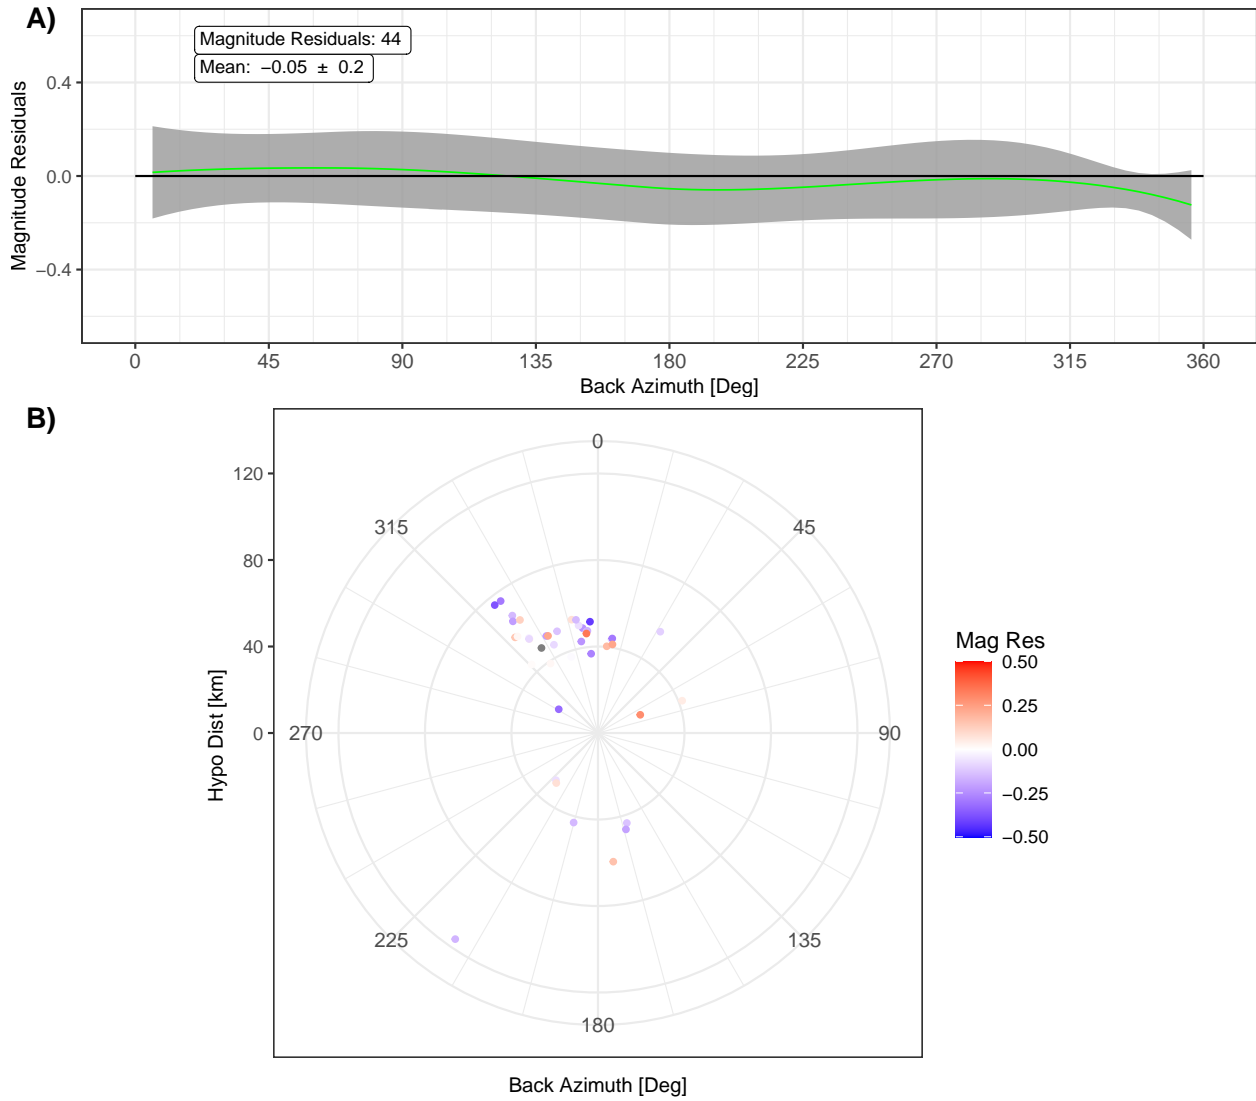 A)
Magnitude Residuals: 44
Mean: −0.05 ± 0.2
Magnitude Residuals
0.4
0.0
−0.4
0 45 90 135 180 225 270 315 360
Back Azimuth [Deg]
B)
Hypo Dist [km]
120
80
40
0
0
45
90
135
180
225
270
315
Back Azimuth [Deg]
Mag Res
0.50
0.25
0.00
−0.25
−0.50